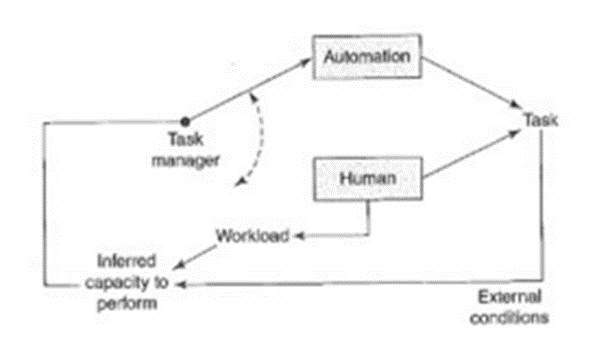 Automation
Task
Task
manager
Human
Workload
Inferred
capacity to
perform
External
conditions